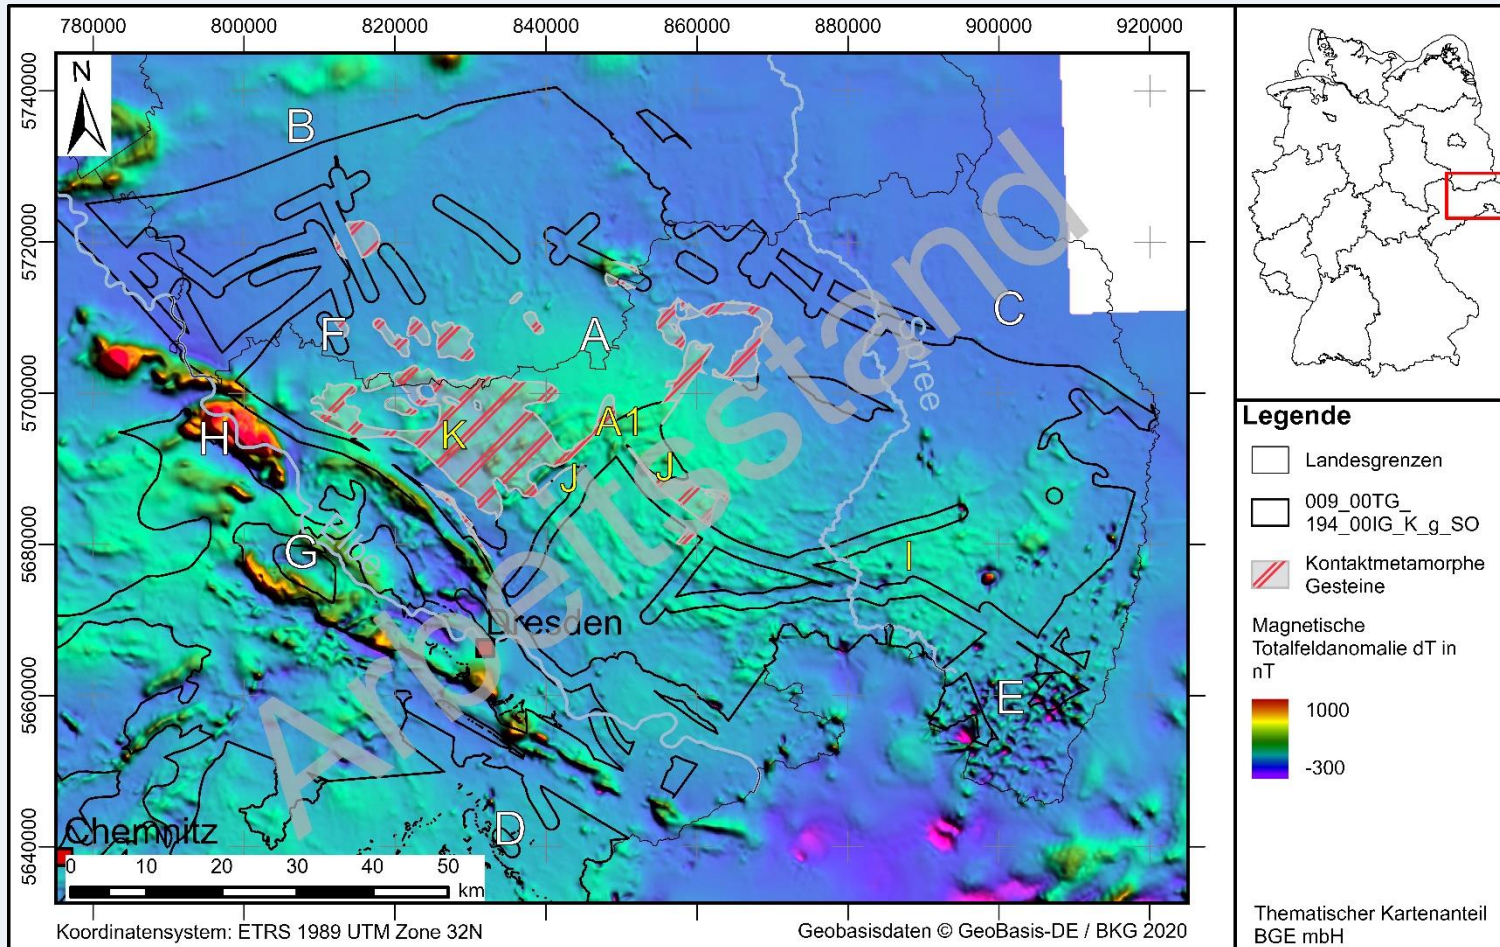 780000 800000 820000 840000 860000 880000 900000 920000
5740000
5720000
5700000
5680000
5660000
5640000
N
B
C
F
A
A1
K
J
J
H
G
I
E
D
Spree
Elbe
Dresden
Chemnitz
Arbeitsstand
0 10 20 30 40 50
km
Koordinatensystem: ETRS 1989 UTM Zone 32N
Geobasisdaten © GeoBasis-DE / BKG 2020
Legende
Landesgrenzen
009_00TG_
194_00IG_K_g_SO
Kontaktmetamorphe
Gesteine
Magnetische
Totalfeldanomalie dT in
nT
1000
-300
Thematischer Kartenanteil
BGE mbH